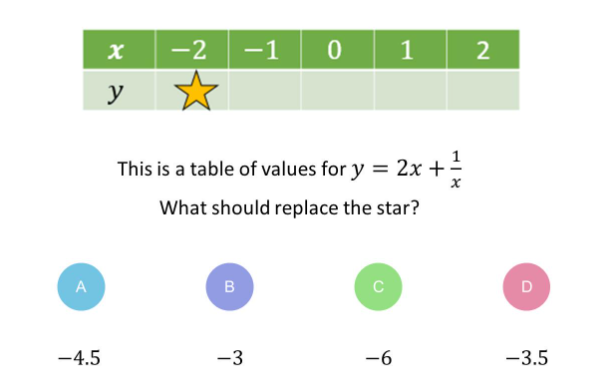 x −2 −1 0 1 2
y
This is a table of values for y = 2x + 1/x
What should replace the star?
A B C D
−4.5 −3 −6 −3.5